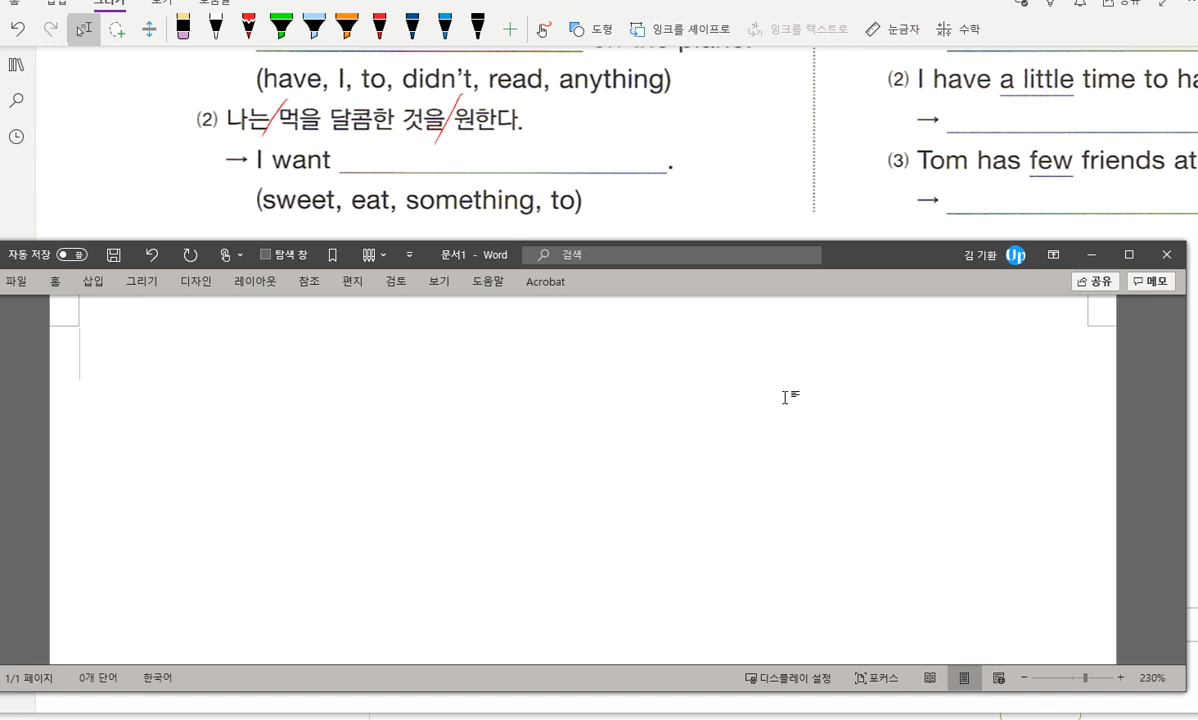 도형
잉크를 셰이프로
잉크를 텍스트로
눈금자
수학
(have, I, to, didn't, read, anything)
(2) 나는 먹을 달콤한 것을 원한다.
→ I want ____.
(sweet, eat, something, to)
(2) I have a little time to ha
→
(3) Tom has few friends at
→
자동 저장 끔 탐색 창 문서1 - Word 검색 김 기환 Up
파일 홈 삽입 그리기 디자인 레이아웃 참조 편지 검토 보기 도움말 Acrobat 공유 메모
1/1 페이지 0개 단어 한국어 디스플레이 설정 포커스 230%